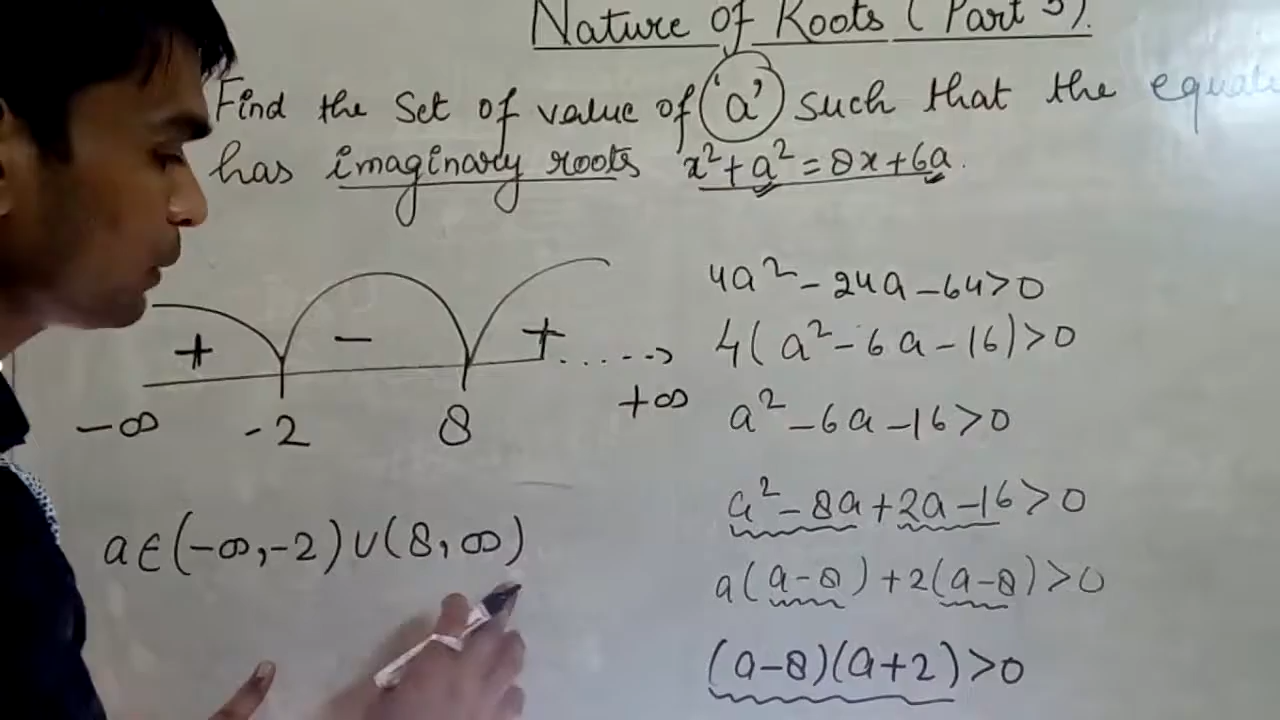 Nature of Roots (Part 3).
Find the set of value of 'a' such that the
has imaginary roots x²+a²=8x+6a.
+ - + .....→
-∞ -2 8 +∞
a∈(-∞,-2)∪(8,∞)
4a²-24a-64>0
4(a²-6a-16)>0
a²-6a-16>0
a²-8a+2a-16>0
a(a-8)+2(a-8)>0
(a-8)(a+2)>0